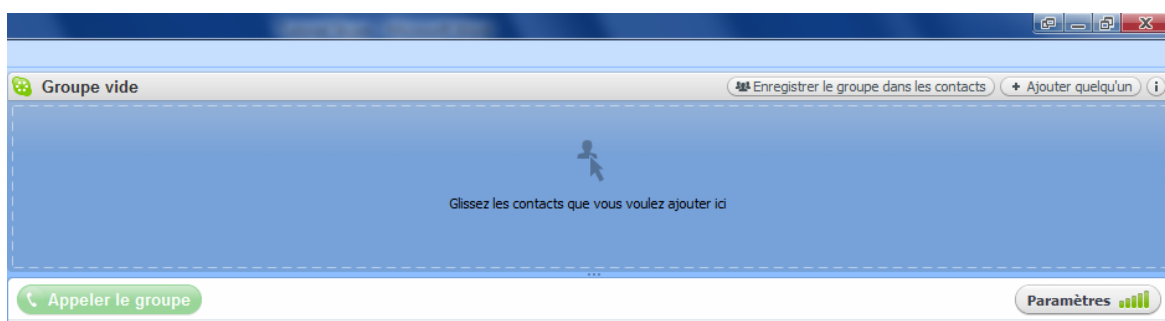 Groupe vide
Enregistrer le groupe dans les contacts
+ Ajouter quelqu'un
i
Glissez les contacts que vous voulez ajouter ici
Appeler le groupe
Paramètres